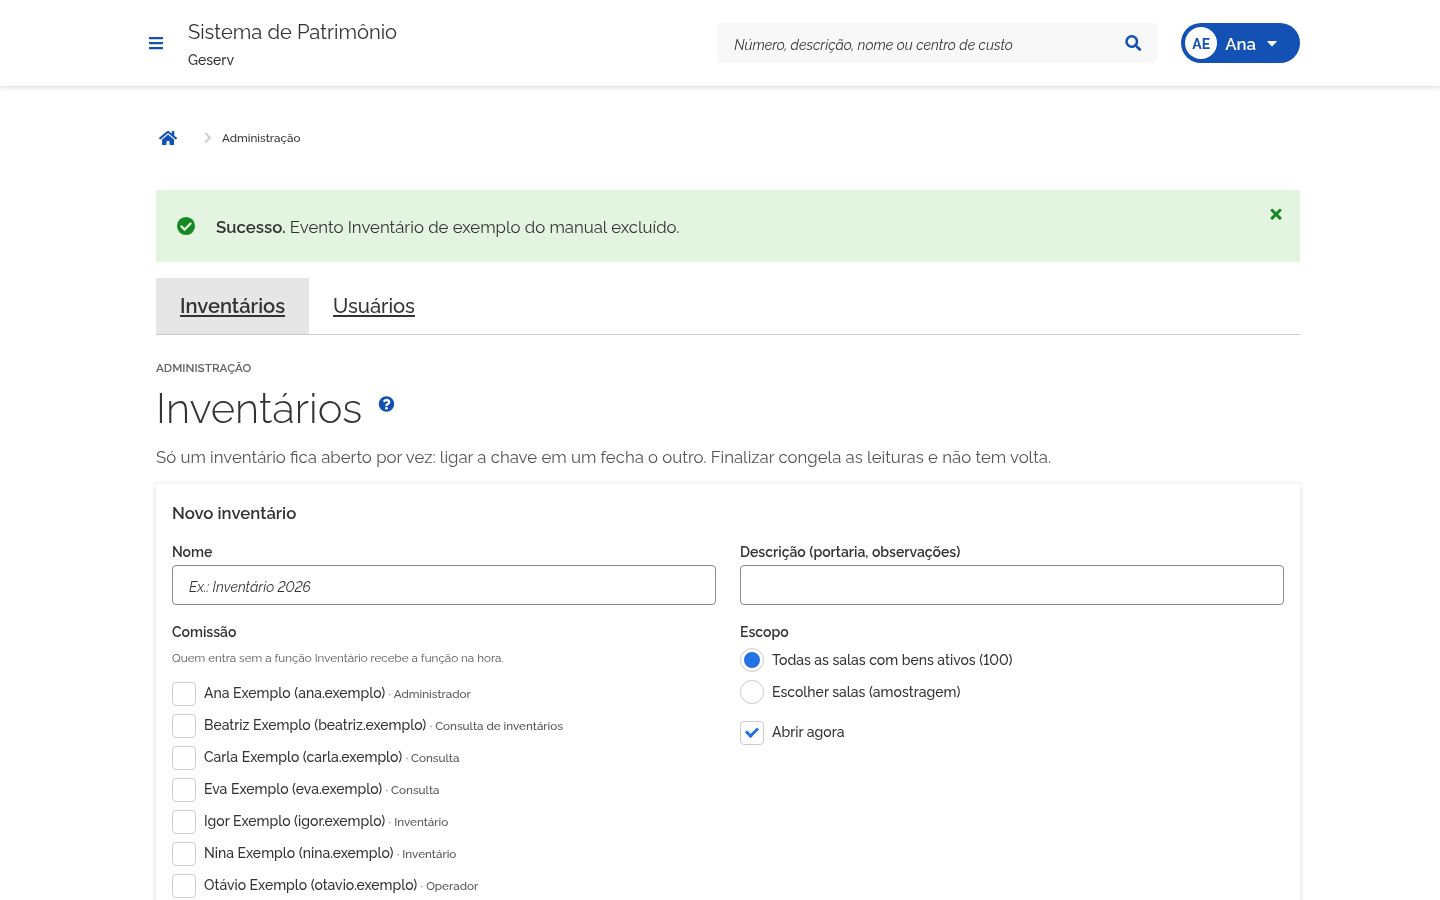 Sistema de Patrimônio
Geserv
Número, descrição, nome ou centro de custo
AE Ana
Administração
Sucesso. Evento Inventário de exemplo do manual excluído.
Inventários
Usuários
ADMINISTRAÇÃO
Inventários
Só um inventário fica aberto por vez: ligar a chave em um fecha o outro. Finalizar congela as leituras e não tem volta.
Novo inventário
Nome
Ex.: Inventário 2026
Descrição (portaria, observações)
Comissão
Quem entra sem a função Inventário recebe a função na hora.
Ana Exemplo (ana.exemplo) · Administrador
Beatriz Exemplo (beatriz.exemplo) · Consulta de inventários
Carla Exemplo (carla.exemplo) · Consulta
Eva Exemplo (eva.exemplo) · Consulta
Igor Exemplo (igor.exemplo) · Inventário
Nina Exemplo (nina.exemplo) · Inventário
Otávio Exemplo (otavio.exemplo) · Operador
Escopo
Todas as salas com bens ativos (100)
Escolher salas (amostragem)
Abrir agora